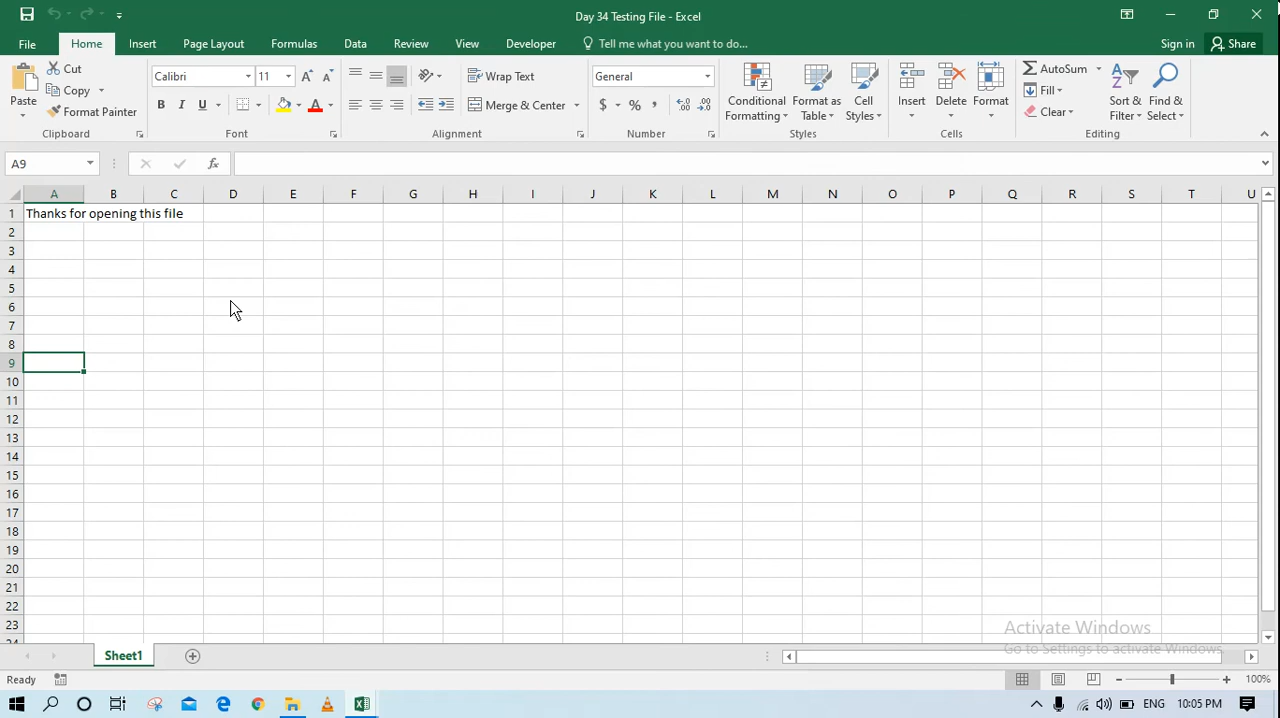 Day 34 Testing File - Excel
File Home Insert Page Layout Formulas Data Review View Developer Tell me what you want to do... Sign in Share
Paste Cut Copy Format Painter Clipboard
Calibri 11 A A B I U A Font
Wrap Text Merge & Center Alignment
General $ % , Number
Conditional Formatting Format as Table Cell Styles Styles
Insert Delete Format Cells
AutoSum Fill Clear Sort & Filter Find & Select Editing
A9 fx
A B C D E F G H I J K L M N O P Q R S T U
1 Thanks for opening this file
2
3
4
5
6
7
8
9
10
11
12
13
14
15
16
17
18
19
20
21
22
23
24
Activate Windows
Go to Settings to activate Windows.
Sheet1
Ready 100%
ENG 10:05 PM